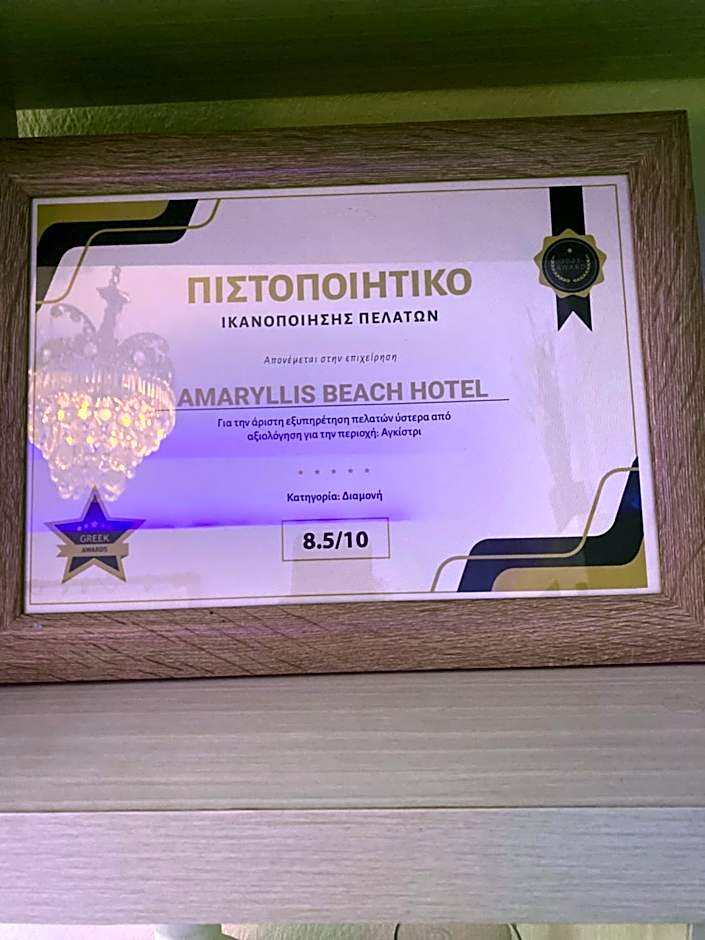 ΠΙΣΤΟΠΟΙΗΤΙΚΟ
ΙΚΑΝΟΠΟΙΗΣΗΣ ΠΕΛΑΤΩΝ
Απονέμεται στην επιχείρηση
AMARYLLIS BEACH HOTEL
Για την άριστη εξυπηρέτηση πελατών ύστερα από
αξιολόγηση για την περιοχή: Αγκίστρι
Κατηγορία: Διαμονή
8.5/10
GREEK
AWARDS